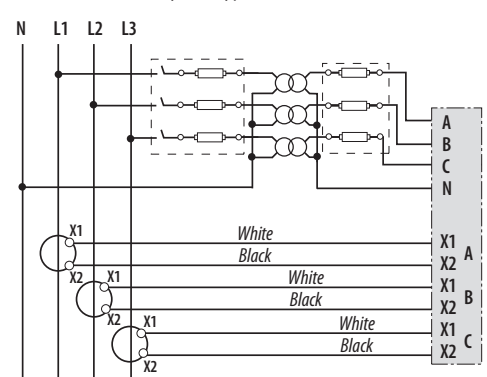 N L1 L2 L3
A
B
C
N
X1 White X1
Black X2 A
X2 X1 White X1
Black X2 B
X2 X1 White X1
Black X2 C
X2